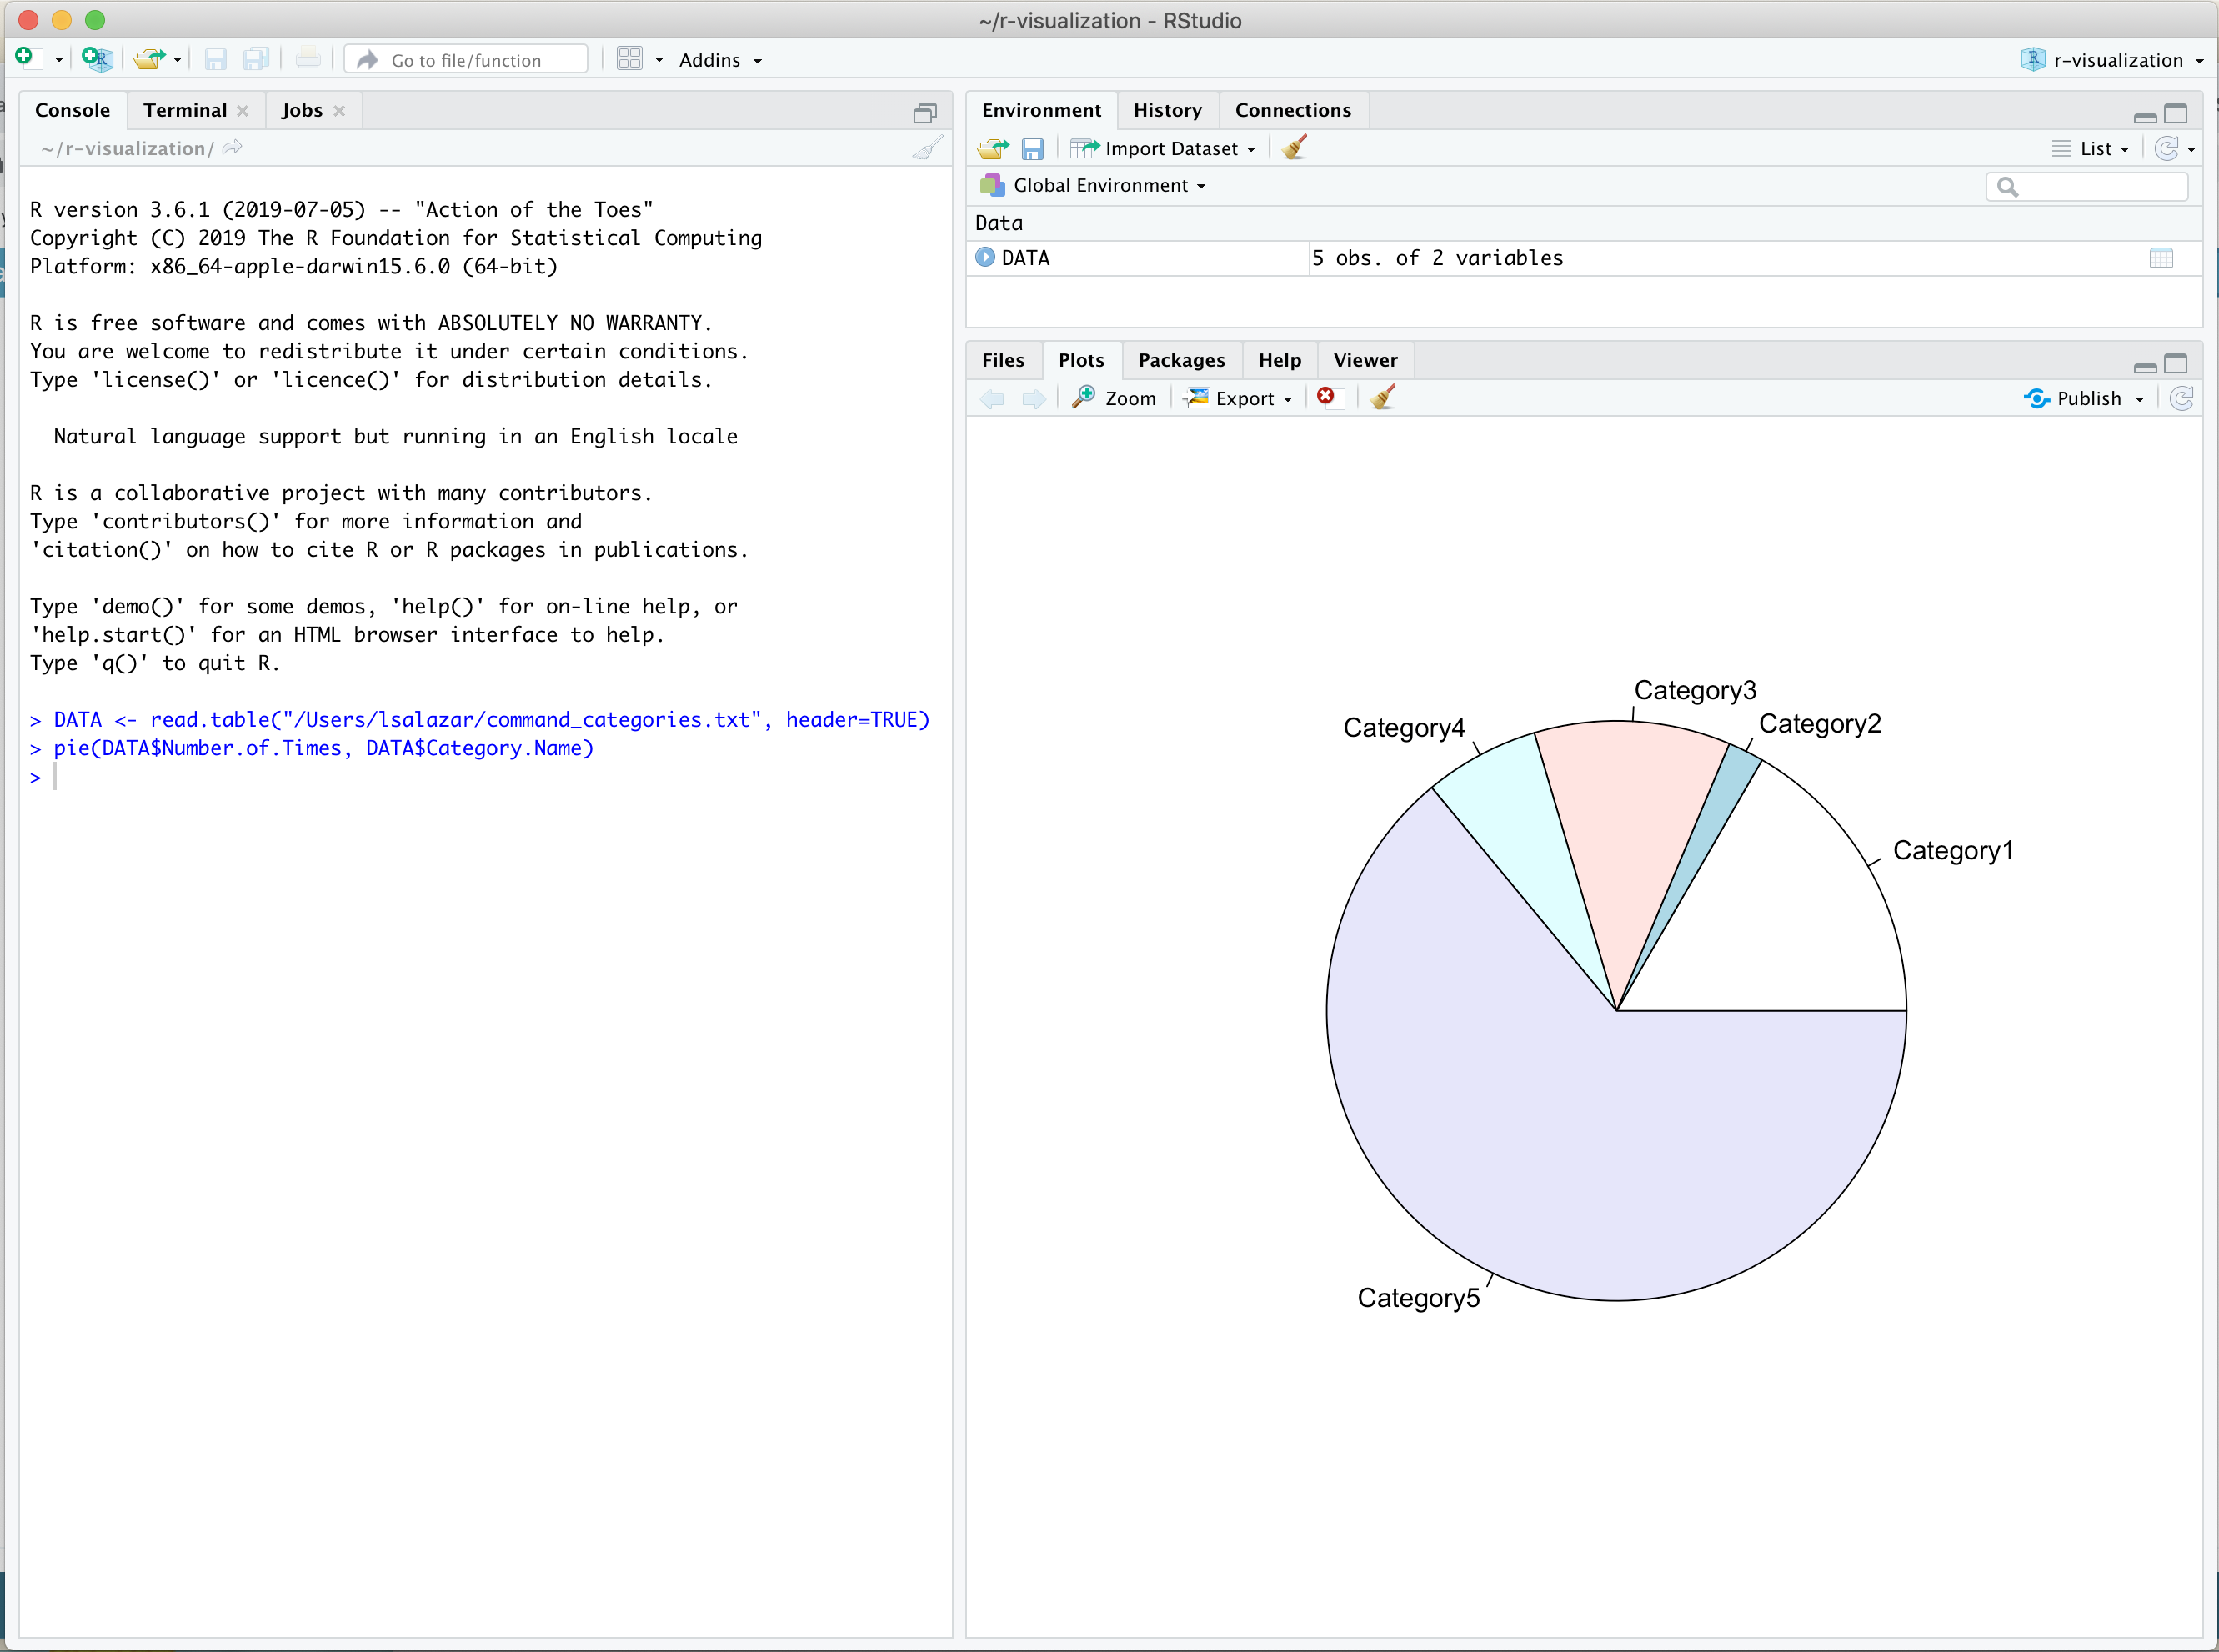 ~/r-visualization - RStudio
Go to file/function
Addins
r-visualization
Console Terminal Jobs
~/r-visualization/
R version 3.6.1 (2019-07-05) -- "Action of the Toes"
Copyright (C) 2019 The R Foundation for Statistical Computing
Platform: x86_64-apple-darwin15.6.0 (64-bit)
R is free software and comes with ABSOLUTELY NO WARRANTY.
You are welcome to redistribute it under certain conditions.
Type 'license()' or 'licence()' for distribution details.
Natural language support but running in an English locale
R is a collaborative project with many contributors.
Type 'contributors()' for more information and
'citation()' on how to cite R or R packages in publications.
Type 'demo()' for some demos, 'help()' for on-line help, or
'help.start()' for an HTML browser interface to help.
Type 'q()' to quit R.
> DATA <- read.table("/Users/lsalazar/command_categories.txt", header=TRUE)
> pie(DATA$Number.of.Times, DATA$Category.Name)
>
Environment History Connections
Import Dataset
List
Global Environment
Data
DATA 5 obs. of 2 variables
Files Plots Packages Help Viewer
Zoom Export
Publish
Category3
Category2
Category4
Category1
Category5